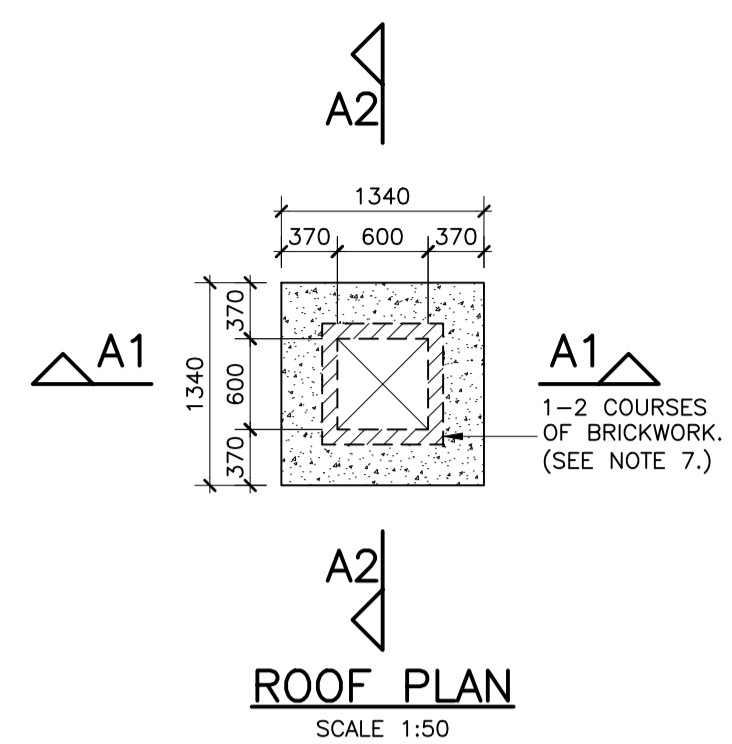 A2
1340
370 600 370
370
600
370
1340
A1
A1
1-2 COURSES
OF BRICKWORK.
(SEE NOTE 7.)
A2
ROOF PLAN
SCALE 1:50